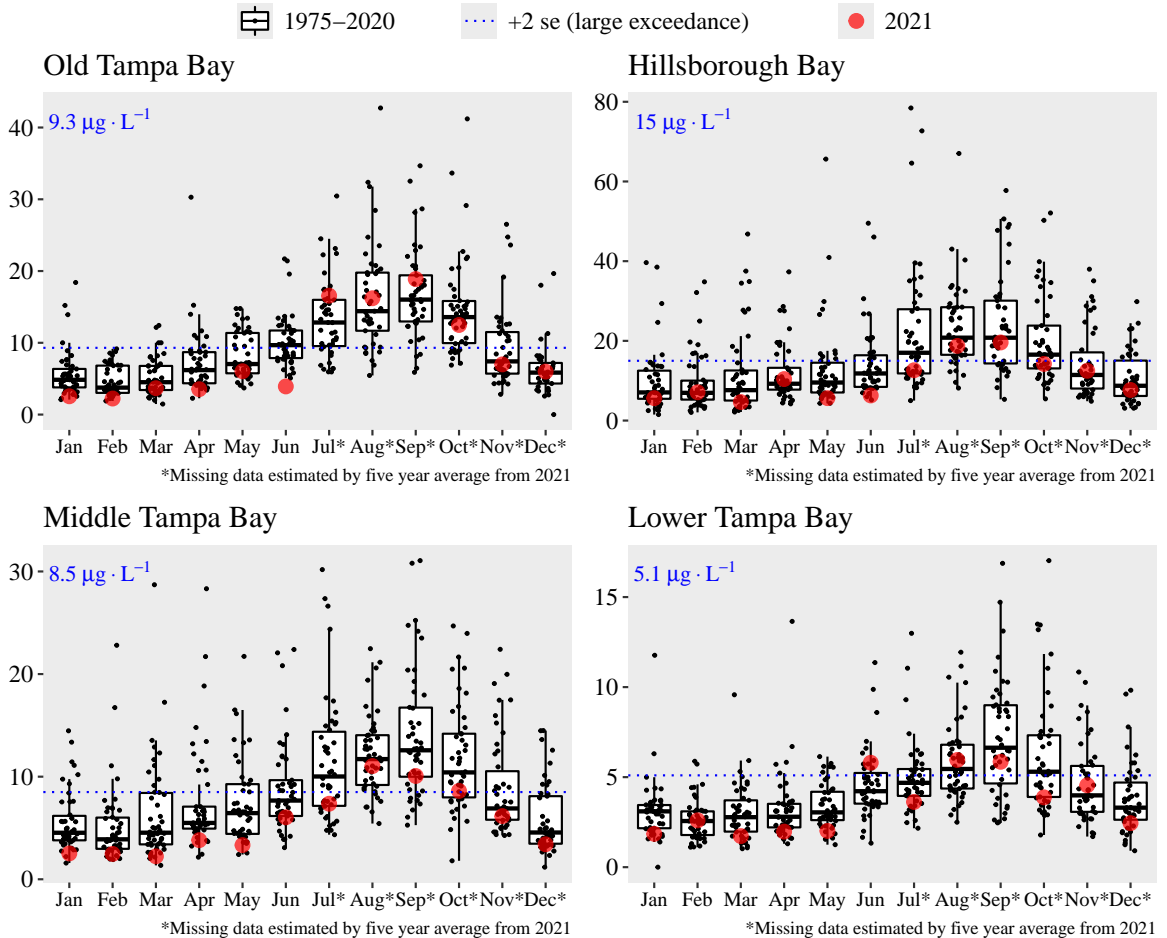 1975−2020 +2 se (large exceedance) 2021
Old Tampa Bay
9.3 μg · L−1
40
30
20
10
0
Jan Feb Mar Apr May Jun Jul* Aug* Sep* Oct* Nov* Dec*
*Missing data estimated by five year average from 2021
Hillsborough Bay
15 μg · L−1
80
60
40
20
0
Jan Feb Mar Apr May Jun Jul* Aug* Sep* Oct* Nov* Dec*
*Missing data estimated by five year average from 2021
Middle Tampa Bay
8.5 μg · L−1
30
20
10
0
Jan Feb Mar Apr May Jun Jul* Aug* Sep* Oct* Nov* Dec*
*Missing data estimated by five year average from 2021
Lower Tampa Bay
5.1 μg · L−1
15
10
5
0
Jan Feb Mar Apr May Jun Jul* Aug* Sep* Oct* Nov* Dec*
*Missing data estimated by five year average from 2021